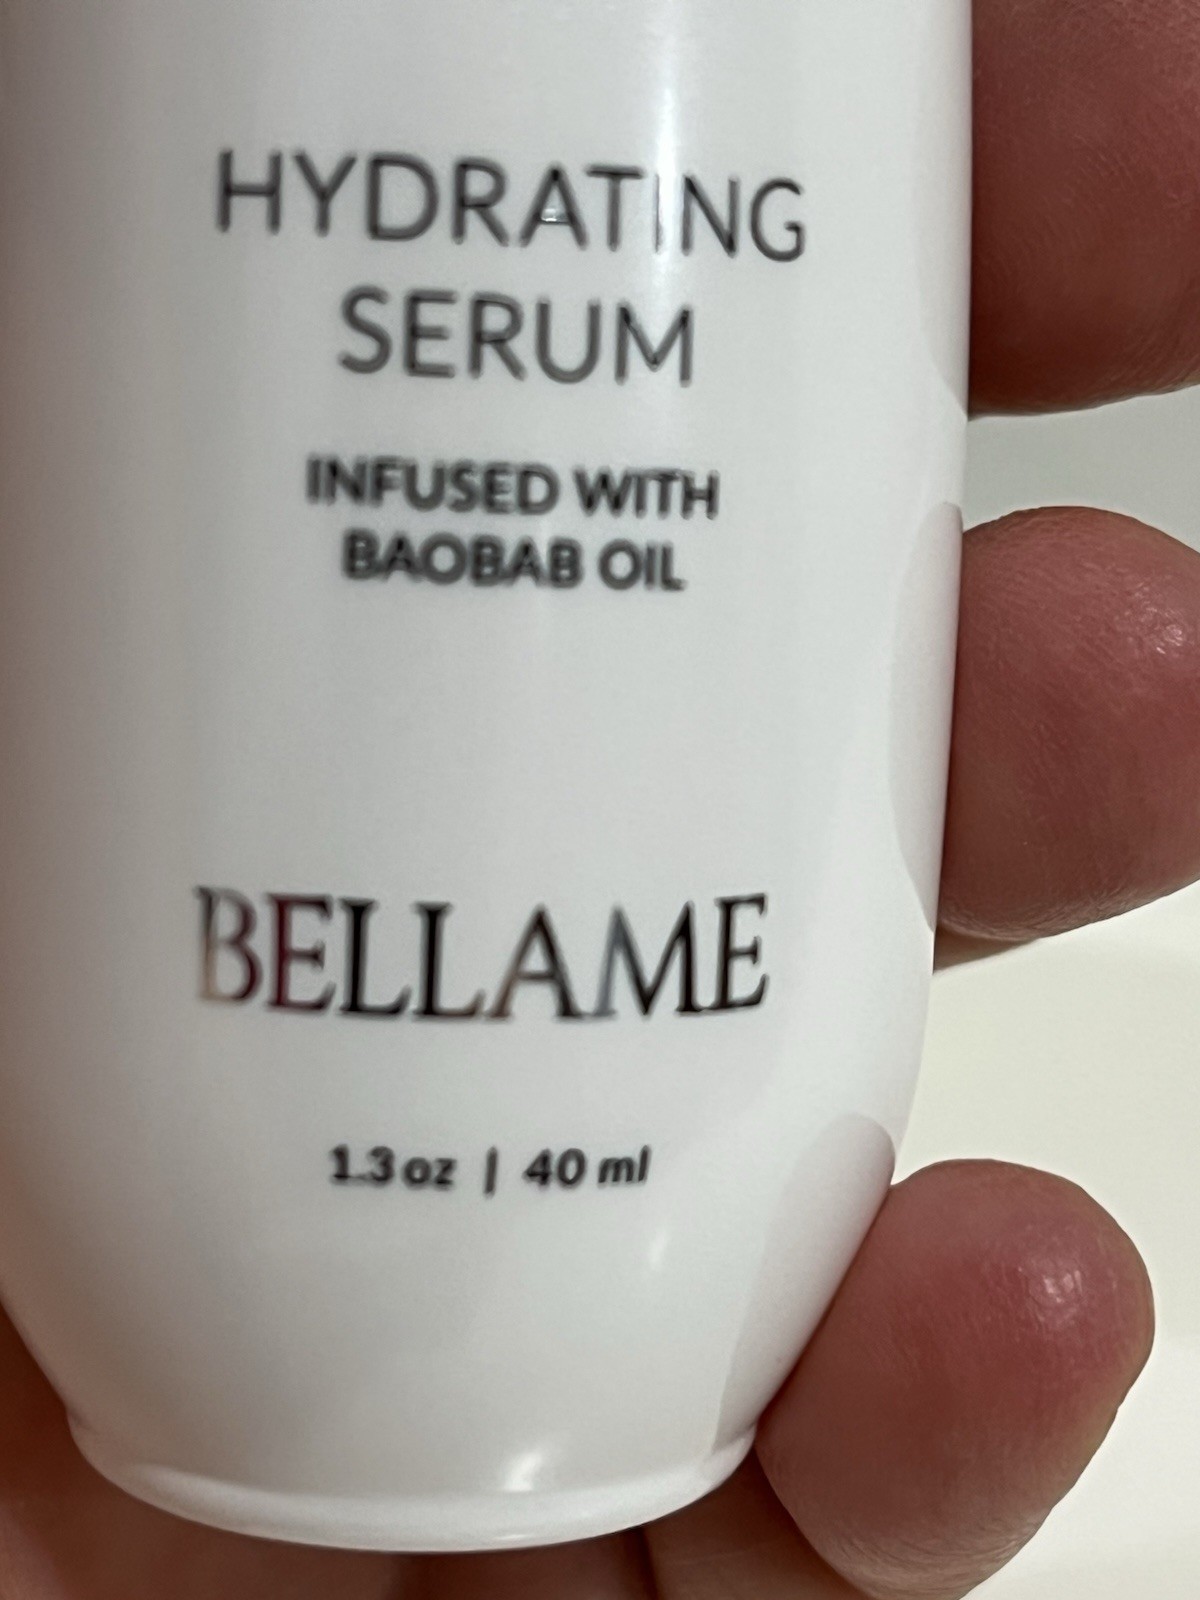 HYDRATING
SERUM
INFUSED WITH
BAOBAB OIL
BELLAME
1.3 oz | 40 ml